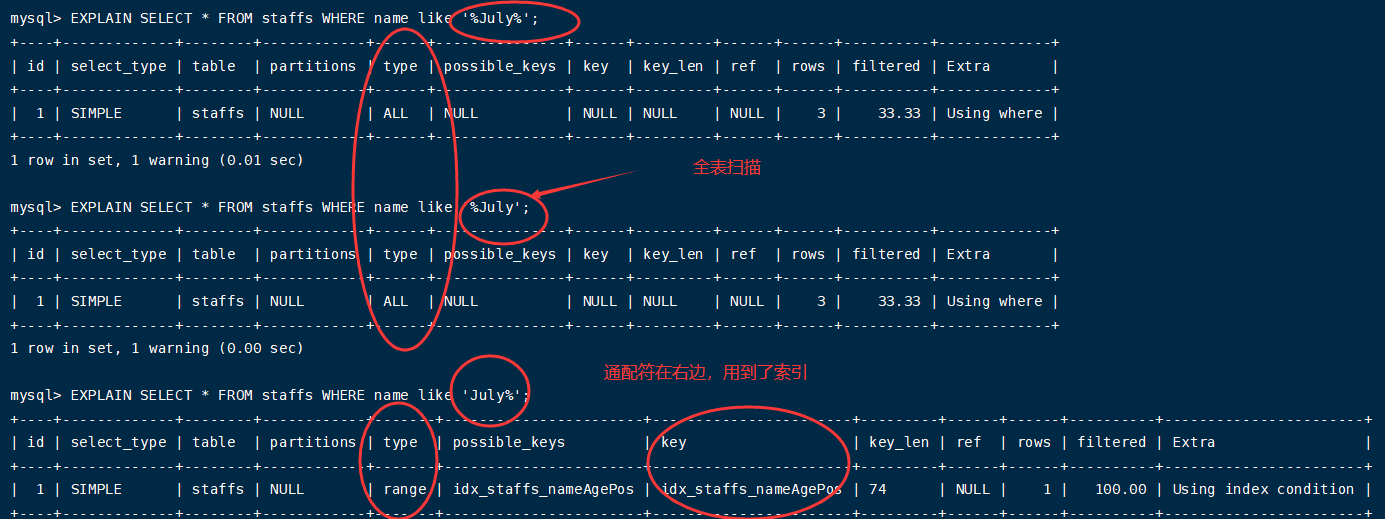 mysql> EXPLAIN SELECT * FROM staffs WHERE name like '%July%';
+----+-------------+--------+------------+------+---------------+------+---------+------+------+----------+-------------+
| id | select_type | table  | partitions | type | possible_keys | key  | key_len | ref  | rows | filtered | Extra       |
+----+-------------+--------+------------+------+---------------+------+---------+------+------+----------+-------------+
|  1 | SIMPLE      | staffs | NULL       | ALL  | NULL          | NULL | NULL    | NULL |    3 |    33.33 | Using where |
+----+-------------+--------+------------+------+---------------+------+---------+------+------+----------+-------------+
1 row in set, 1 warning (0.01 sec)
全表扫描
mysql> EXPLAIN SELECT * FROM staffs WHERE name like '%July';
+----+-------------+--------+------------+------+---------------+------+---------+------+------+----------+-------------+
| id | select_type | table  | partitions | type | possible_keys | key  | key_len | ref  | rows | filtered | Extra       |
+----+-------------+--------+------------+------+---------------+------+---------+------+------+----------+-------------+
|  1 | SIMPLE      | staffs | NULL       | ALL  | NULL          | NULL | NULL    | NULL |    3 |    33.33 | Using where |
+----+-------------+--------+------------+------+---------------+------+---------+------+------+----------+-------------+
1 row in set, 1 warning (0.00 sec)
通配符在右边，用到了索引
mysql> EXPLAIN SELECT * FROM staffs WHERE name like 'July%';
+----+-------------+--------+------------+-------+-----------------------+-----------------------+---------+------+------+----------+-----------------------+
| id | select_type | table  | partitions | type  | possible_keys         | key                   | key_len | ref  | rows | filtered | Extra                 |
+----+-------------+--------+------------+-------+-----------------------+-----------------------+---------+------+------+----------+-----------------------+
|  1 | SIMPLE      | staffs | NULL       | range | idx_staffs_nameAgePos | idx_staffs_nameAgePos | 74      | NULL |    1 |   100.00 | Using index condition |
+----+-------------+--------+------------+-------+-----------------------+-----------------------+---------+------+------+----------+-----------------------+